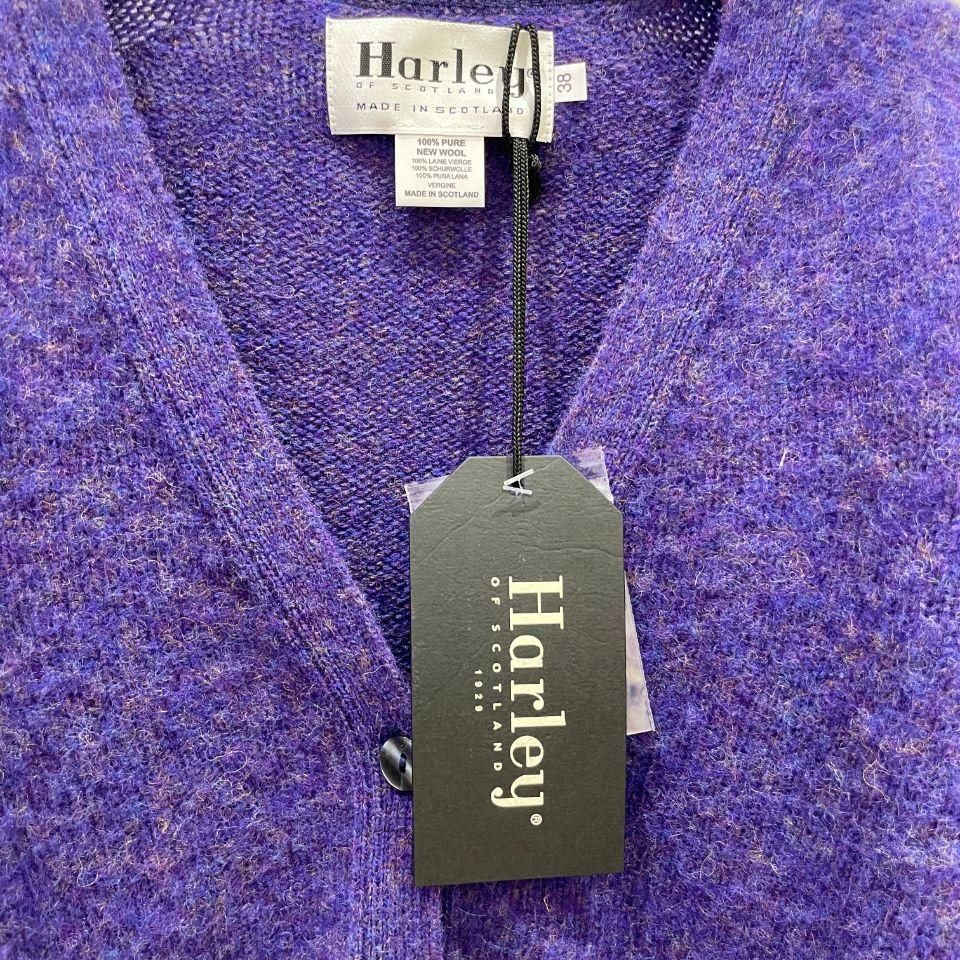 Harley®
OF SCOTLAND
MADE IN SCOTLAND
38
100% PURE
NEW WOOL
100% LAINE VIERGE
100% SCHURWOLLE
100% PURA LANA
VERGINE
MADE IN SCOTLAND
Harley®
OF SCOTLAND
1929